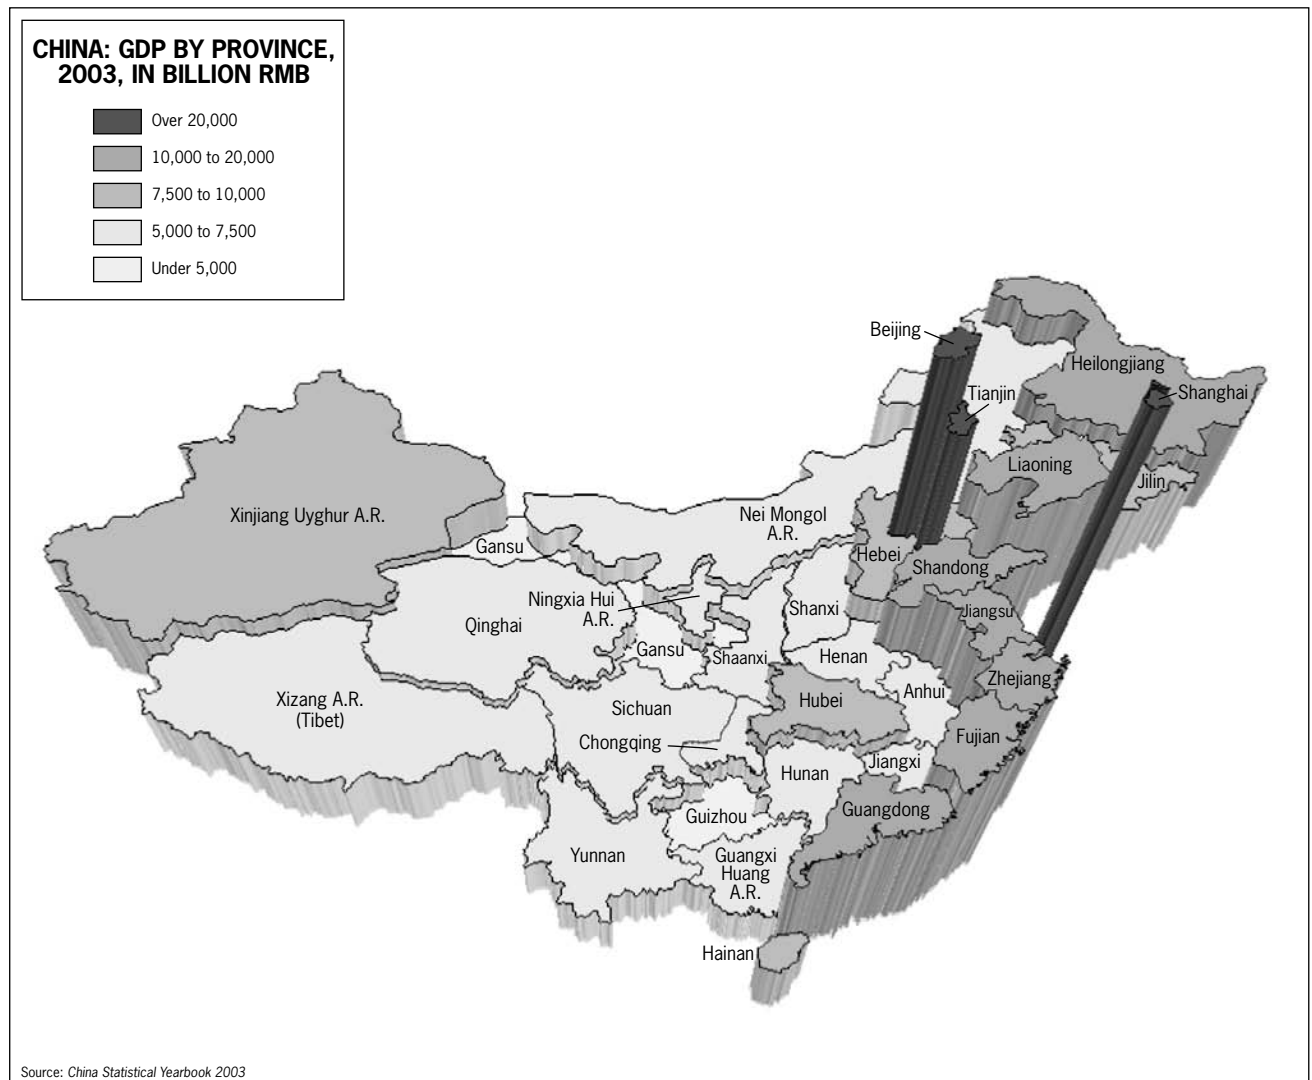 CHINA: GDP BY PROVINCE,
2003, IN BILLION RMB
Over 20,000
10,000 to 20,000
7,500 to 10,000
5,000 to 7,500
Under 5,000
Beijing
Tianjin
Heilongjiang
Shanghai
Liaoning
Jilin
Xinjiang Uyghur A.R.
Gansu
Nei Mongol
A.R.
Hebei
Shandong
Ningxia Hui
A.R.
Qinghai
Shanxi
Jiangsu
Gansu
Shaanxi
Henan
Zhejiang
Xizang A.R.
(Tibet)
Sichuan
Hubei
Anhui
Chongqing
Fujian
Hunan
Jiangxi
Guizhou
Guangdong
Yunnan
Guangxi
Huang
A.R.
Hainan
Source: China Statistical Yearbook 2003